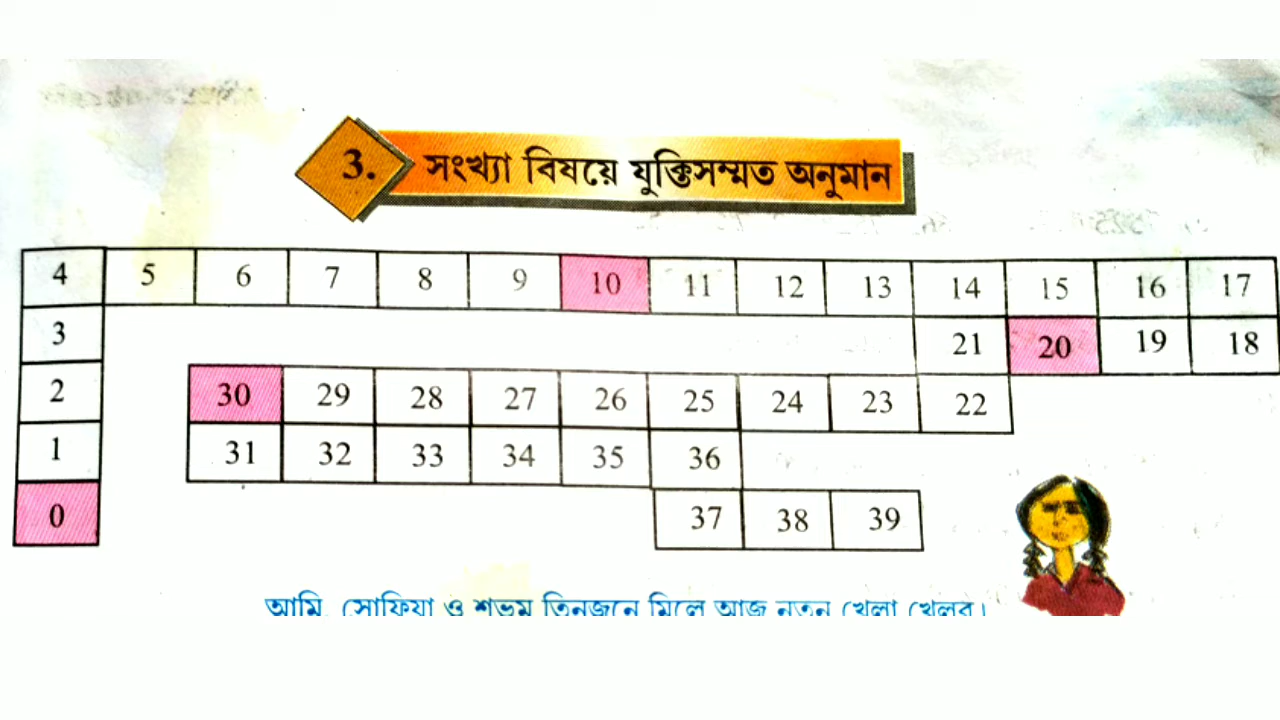 3. সংখ্যা বিষয়ে যুক্তিসম্মত অনুমান
4 5 6 7 8 9 10 11 12 13 14 15 16 17
3 21 20 19 18
2 30 29 28 27 26 25 24 23 22
1 31 32 33 34 35 36
0 37 38 39
আমি, সোফিয়া ও শুভম তিনজনে মিলে আজ নতুন খেলা খেলব।